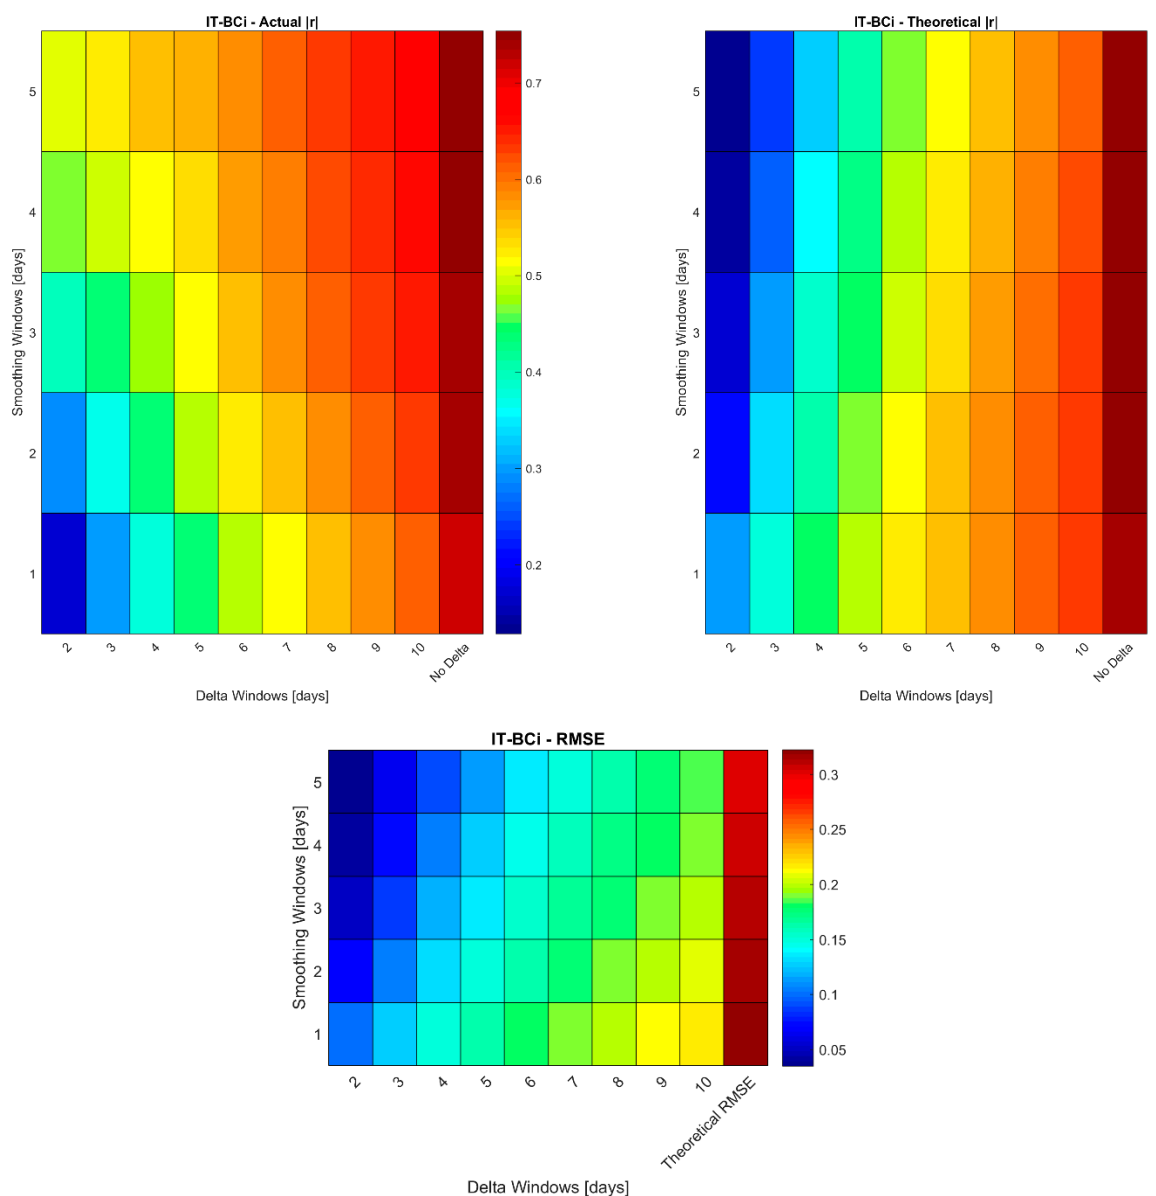 IT-BCi - Actual |r|
5
4
3
2
1
Smoothing Windows [days]
2 3 4 5 6 7 8 9 10 No Delta
Delta Windows [days]
0.7
0.6
0.5
0.4
0.3
0.2
IT-BCi - Theoretical |r|
5
4
3
2
1
Smoothing Windows [days]
2 3 4 5 6 7 8 9 10 No Delta
Delta Windows [days]
IT-BCi - RMSE
5
4
3
2
1
Smoothing Windows [days]
2 3 4 5 6 7 8 9 10 Theoretical RMSE
Delta Windows [days]
0.3
0.25
0.2
0.15
0.1
0.05